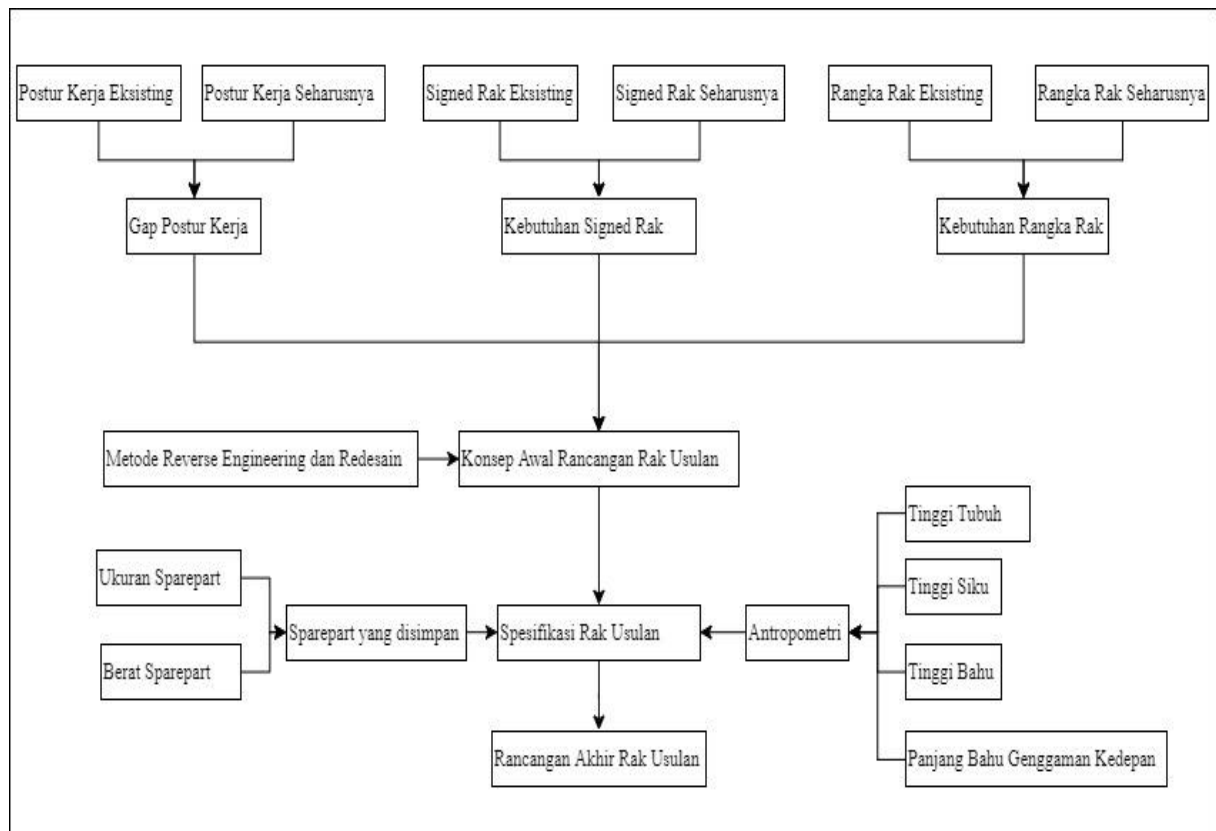 Postur Kerja Eksisting
Postur Kerja Seharusnya
Signed Rak Eksisting
Signed Rak Seharusnya
Rangka Rak Eksisting
Rangka Rak Seharusnya
Gap Postur Kerja
Kebutuhan Signed Rak
Kebutuhan Rangka Rak
Metode Reverse Engineering dan Redesain
Konsep Awal Rancangan Rak Usulan
Tinggi Tubuh
Ukuran Sparepart
Tinggi Siku
Sparepart yang disimpan
Spesifikasi Rak Usulan
Antropometri
Berat Sparepart
Tinggi Bahu
Rancangan Akhir Rak Usulan
Panjang Bahu Genggaman Kedepan